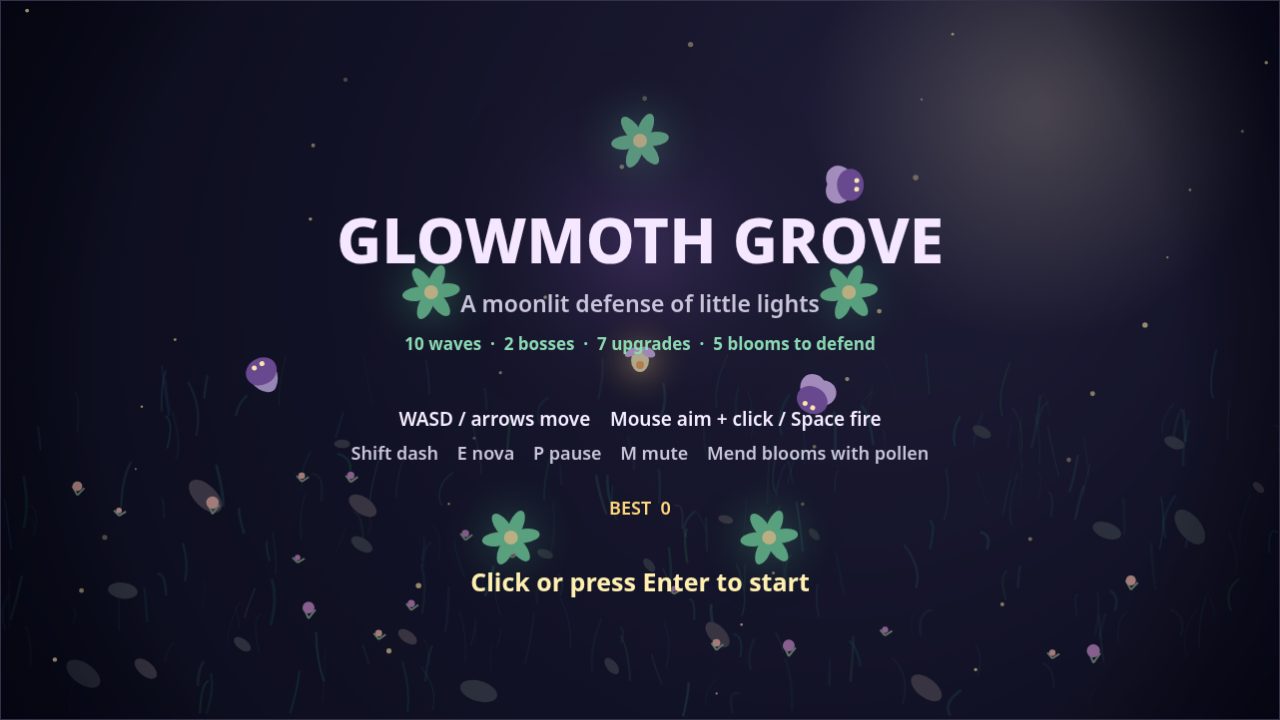 GLOWMOTH GROVE
A moonlit defense of little lights
10 waves · 2 bosses · 7 upgrades · 5 blooms to defend
WASD / arrows move Mouse aim + click / Space fire
Shift dash E nova P pause M mute Mend blooms with pollen
BEST 0
Click or press Enter to start